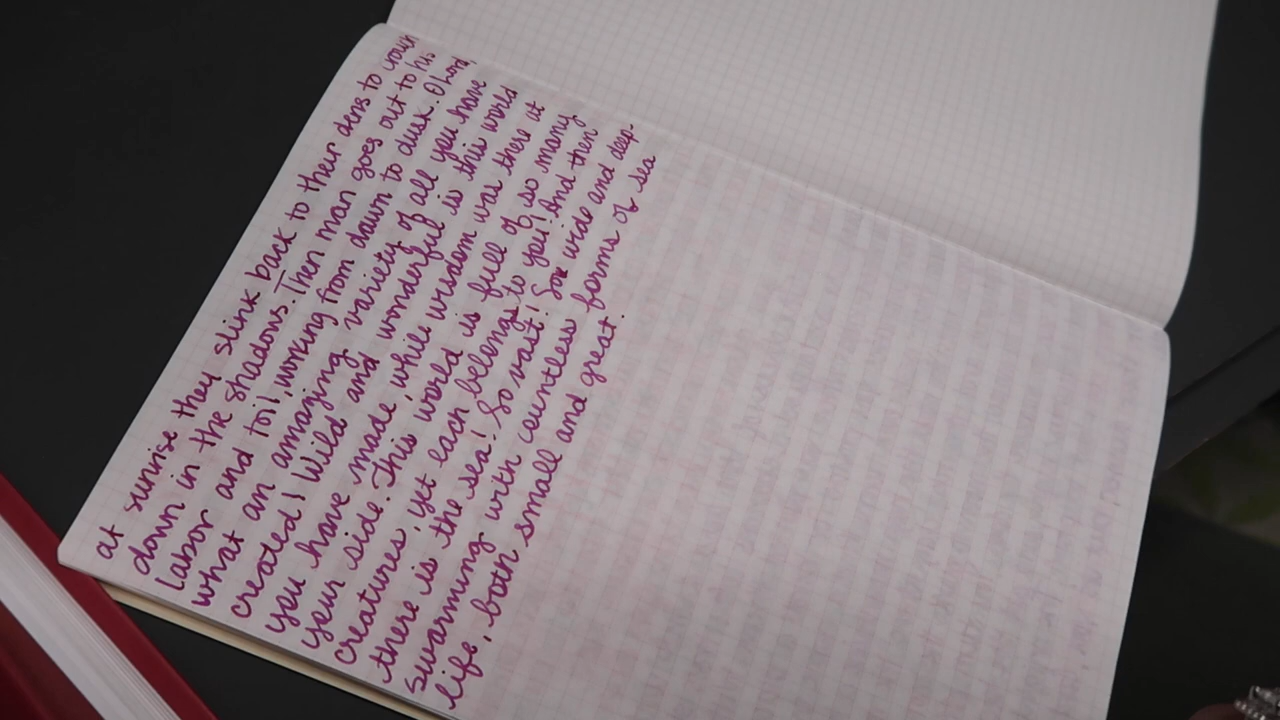 at sunrise they slink back to their dens to crouch
down in the shadows. Then man goes out to his
labor and toil, working from dawn to dusk. O Lord,
what an amazing variety of all you have
created! Wild and wonderful is this world
you have made, while wisdom was there at
your side. This world is full of so many
creatures, yet each belongs to you! And then
there is the sea! So vast! So wide and deep-
swarming with countless forms of sea
life, both small and great.